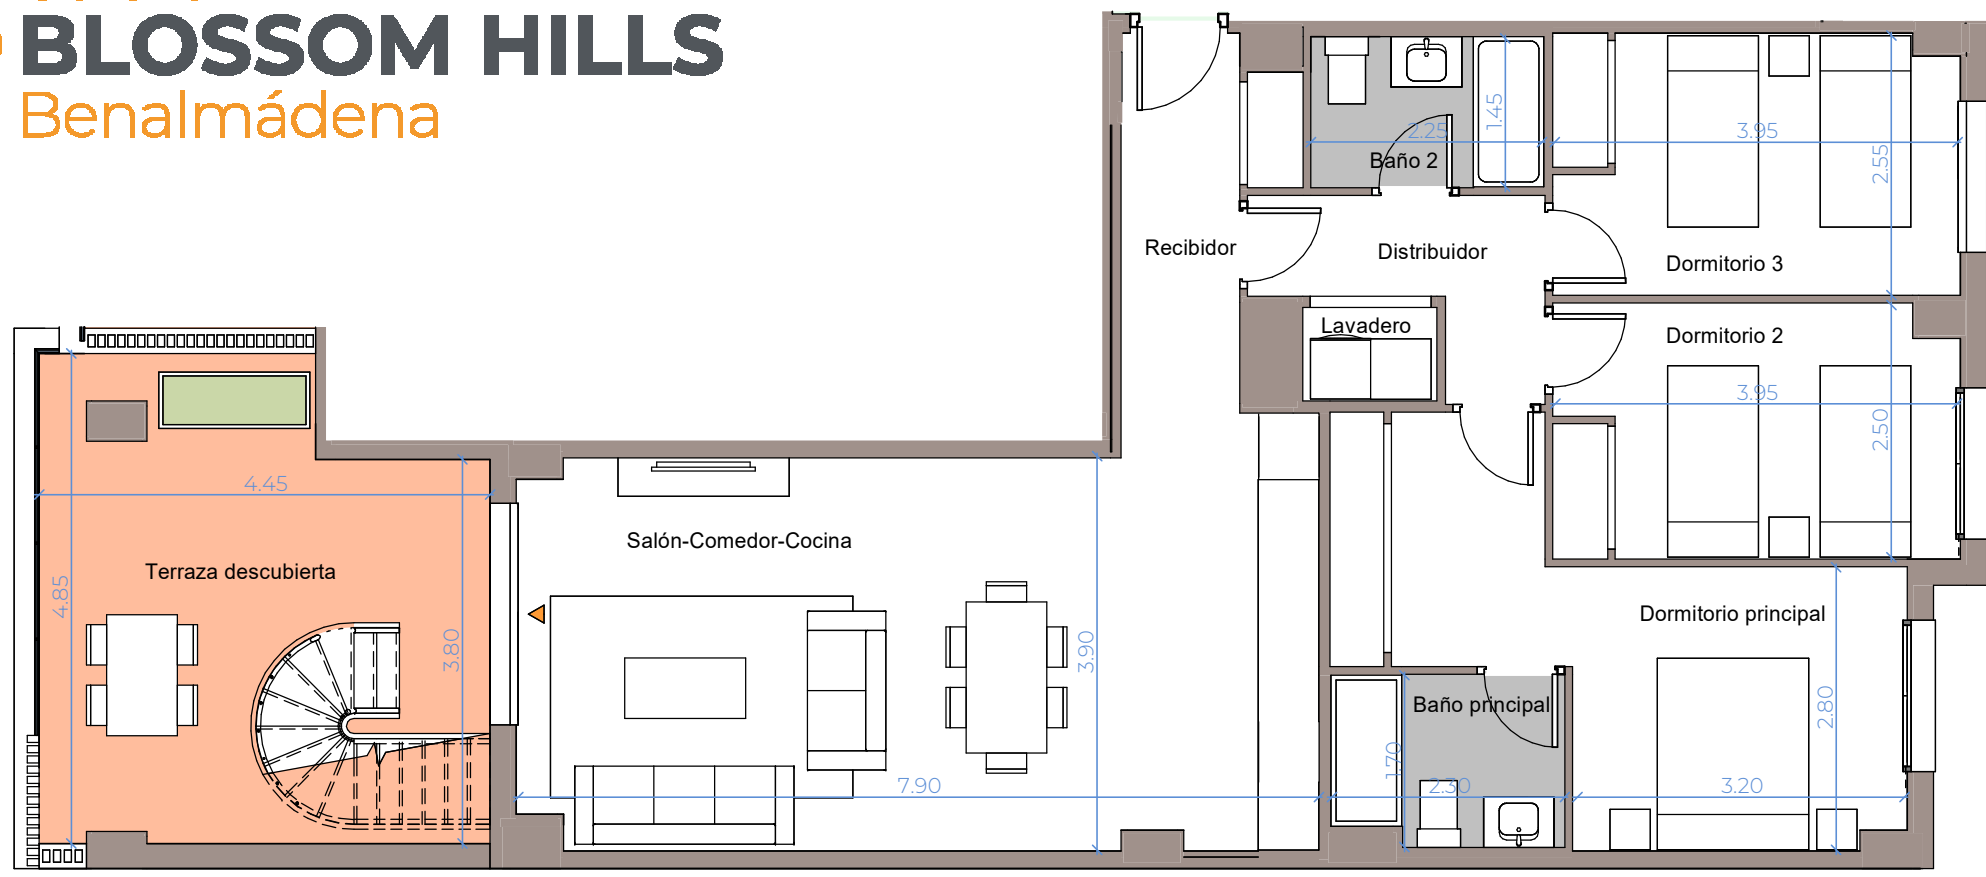 BLOSSOM HILLS
Benalmádena
2.25
1.45
Baño 2
3.95
2.55
Recibidor
Distribuidor
Dormitorio 3
Lavadero
Dormitorio 2
3.95
2.50
4.45
Salón-Comedor-Cocina
Terraza descubierta
4.85
3.80
3.90
Dormitorio principal
Baño principal
2.80
1.70
7.90
2.30
3.20